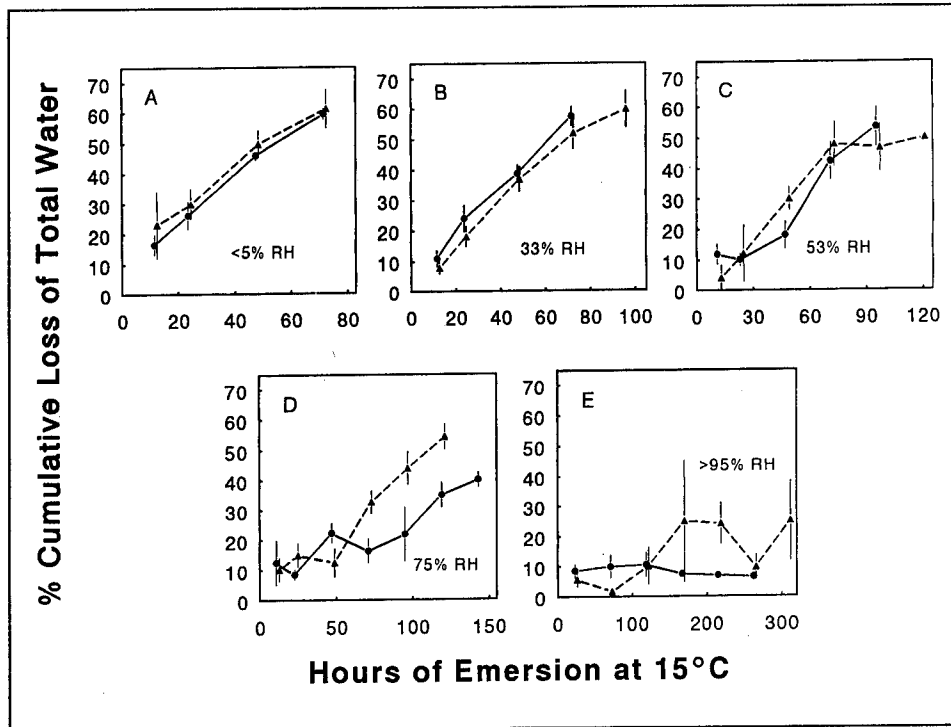 % Cumulative Loss of Total Water
A
70
60
50
40
30
20
10
0
<5% RH
0 20 40 60 80
B
70
60
50
40
30
20
10
0
33% RH
0 20 40 60 80 100
C
70
60
50
40
30
20
10
0
53% RH
0 30 60 90 120
D
70
60
50
40
30
20
10
0
75% RH
0 50 100 150
E
70
60
50
40
30
20
10
0
>95% RH
0 100 200 300
Hours of Emersion at 15°C